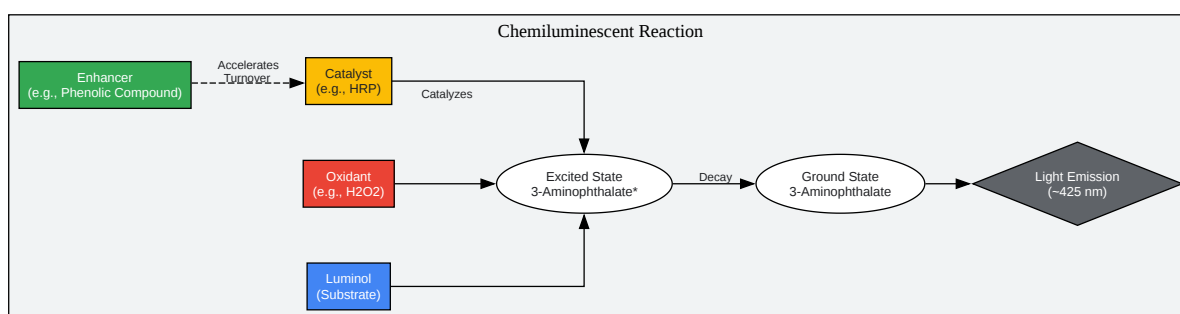 Chemiluminescent Reaction
Enhancer
(e.g., Phenolic Compound)
Accelerates
Turnover
Catalyst
(e.g., HRP)
Catalyzes
Oxidant
(e.g., H2O2)
Excited State
3-Aminophthalate*
Decay
Ground State
3-Aminophthalate
Light Emission
(~425 nm)
Luminol
(Substrate)